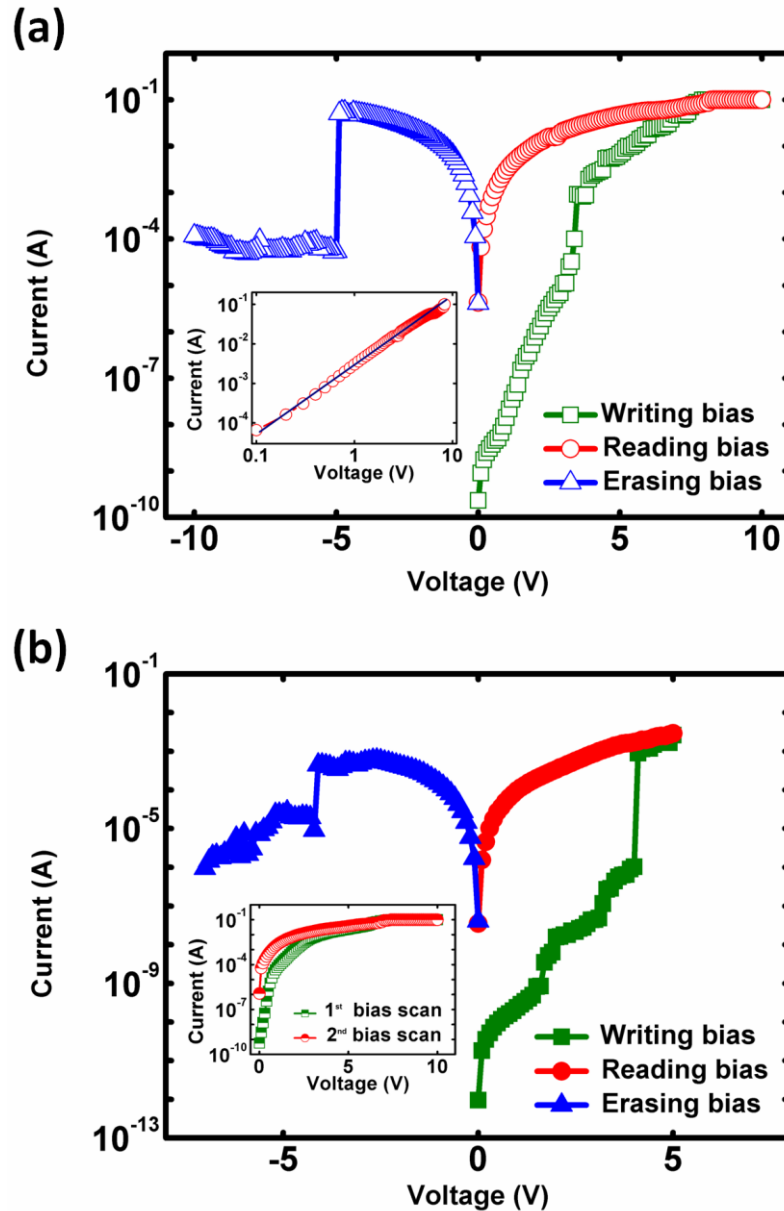 (a)
10⁻¹
10⁻⁴
10⁻⁷
10⁻¹⁰
Current (A)
-10
-5
0
5
10
Voltage (V)
Writing bias
Reading bias
Erasing bias
10⁻¹
10⁻²
10⁻³
10⁻⁴
Current (A)
0.1
1
10
Voltage (V)
(b)
10⁻¹
10⁻⁵
10⁻⁹
10⁻¹³
Current (A)
-5
0
5
Voltage (V)
Writing bias
Reading bias
Erasing bias
10⁻¹
10⁻⁴
10⁻⁷
10⁻¹⁰
Current (A)
0
5
10
Voltage (V)
1ˢᵗ bias scan
2ⁿᵈ bias scan